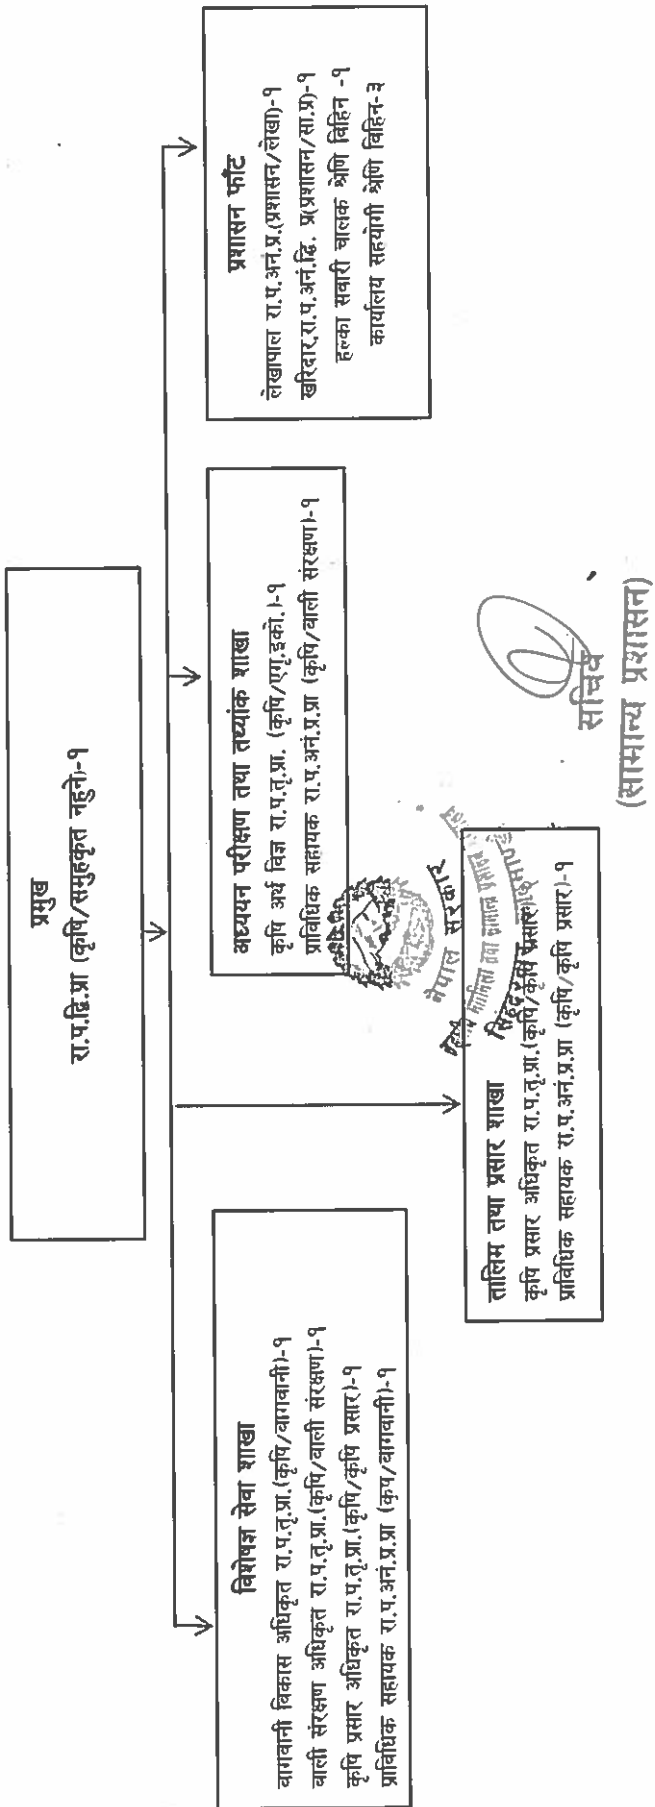 प्रमुख
रा.प.द्वि.प्रा (कृषि/समुहकृत नहुने)-१
विशेषज्ञ सेवा शाखा
वागवानी विकास अधिकृत रा.प.तृ.प्रा.(कृषि/वागवानी)-१
वाली संरक्षण अधिकृत रा.प.तृ.प्रा.(कृषि/वाली संरक्षण)-१
कृषि प्रसार अधिकृत रा.प.तृ.प्रा.(कृषि/कृषि प्रसार)-१
प्राविधिक सहायक रा.प.अनं.प्र.प्रा (कृप/वागवानी)-१
तालिम तथा प्रसार शाखा
कृषि प्रसार अधिकृत रा.प.तृ.प्रा.(कृषि/कृषि प्रसार
प्राविधिक सहायक रा.प.अनं.प्र.प्रा (कृषि/कृषि प्रसार)-१
अध्ययन परीक्षण तथा तथ्यांक शाखा
कृषि अर्थ विज्ञ रा.प.तृ.प्रा. (कृषि/एगु.इको.)-१
प्राविधिक सहायक रा.प.अनं.प्र.प्रा (कृषि/वाली संरक्षण)-१
प्रशासन फाँट
लेखापाल रा.प.अनं.प्र.(प्रशासन/लेखा)-१
खरिदार,रा.प.अनं.द्वि. प्र(प्रशासन/सा.प्र)-१
हल्का सवारी चालक श्रेणि विहिन -१
कार्यालय सहयोगी श्रेणि विहिन-३
नेपाल सरकार
तथा सामान्य प्रशासन
सचिव
(सामान्य प्रशासन)